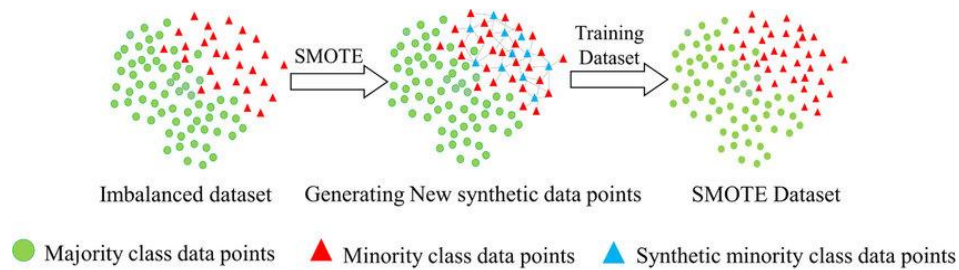 SMOTE
Training
Dataset
Imbalanced dataset
Generating New synthetic data points
SMOTE Dataset
Majority class data points
Minority class data points
Synthetic minority class data points